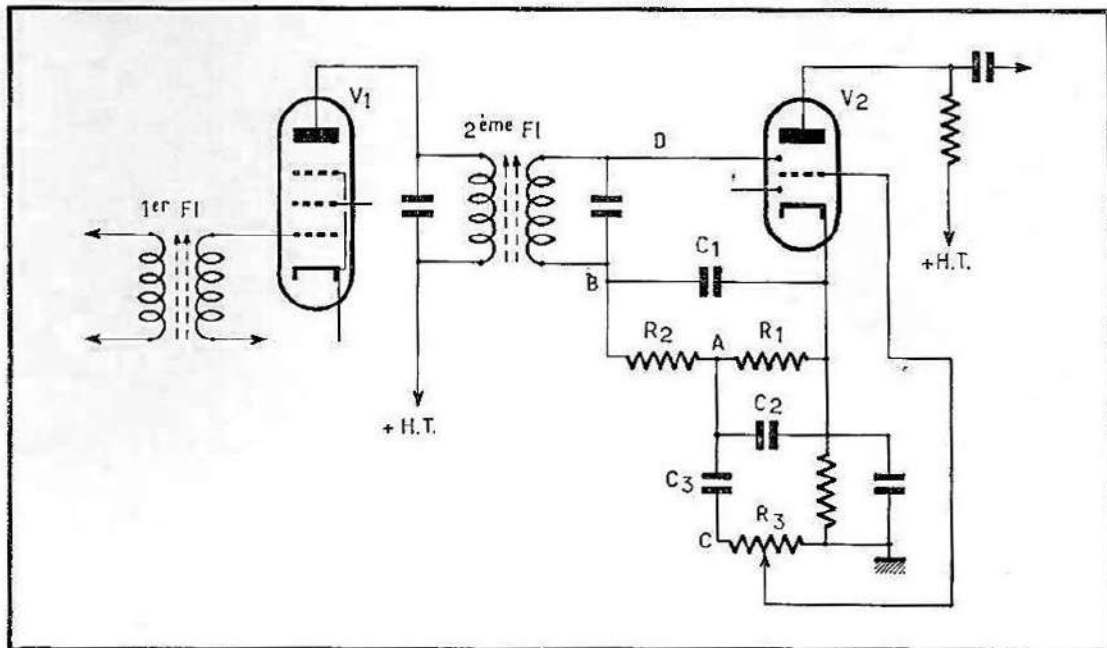 V1
2ème FI
D
V2
1er FI
+ H.T.
C1
B
R2
A
R1
+ H.T.
C2
C3
R3
C